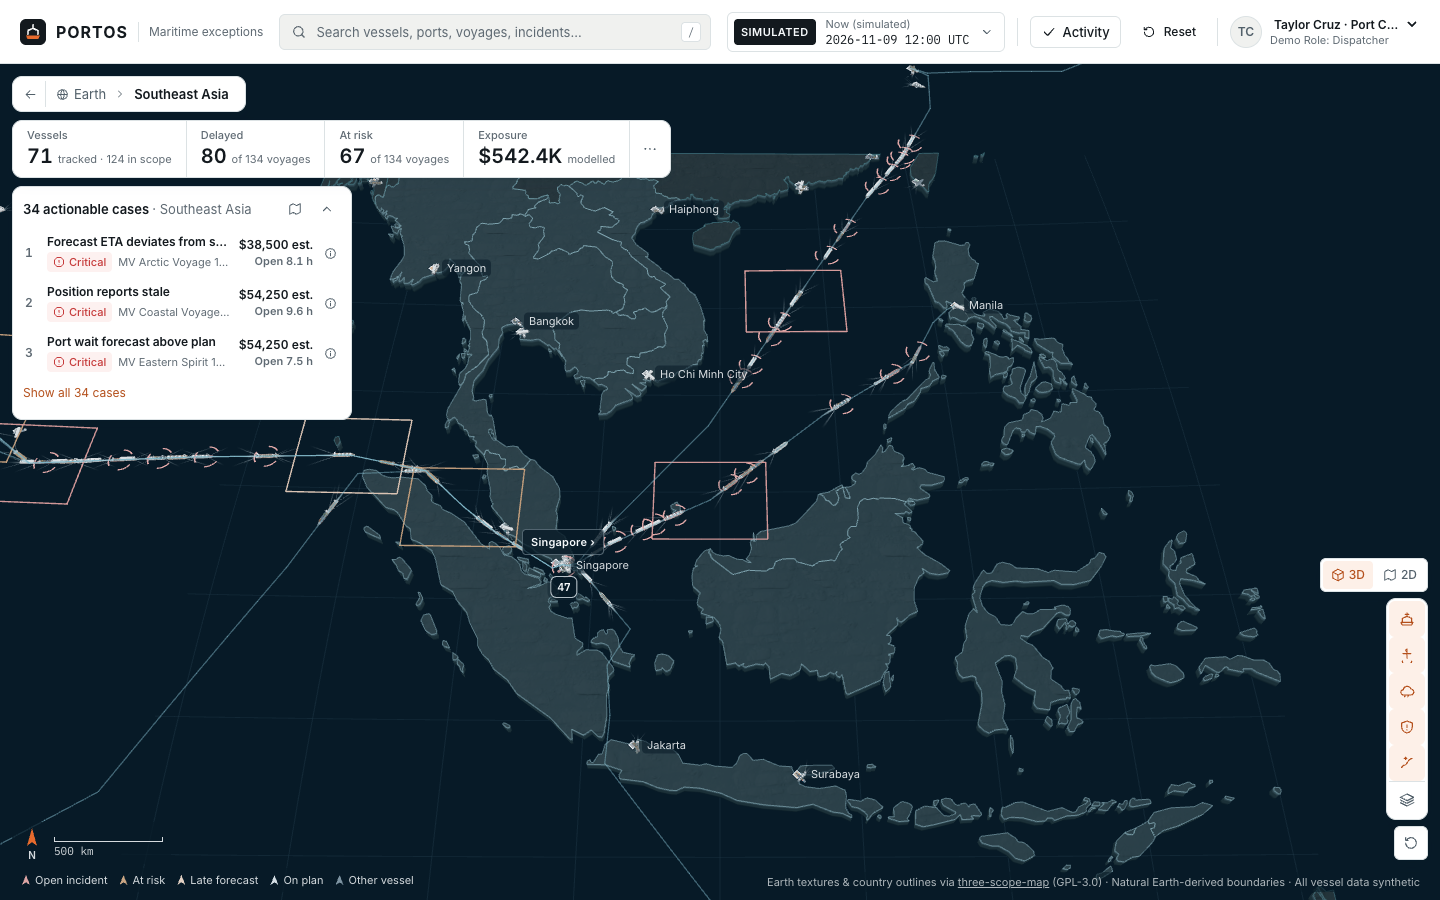 PORTOS
Maritime exceptions
Search vessels, ports, voyages, incidents...
/
SIMULATED
Now (simulated)
2026-11-09 12:00 UTC
Activity
Reset
TC
Taylor Cruz · Port C...
Demo Role: Dispatcher
Earth
Southeast Asia
Vessels
71 tracked · 124 in scope
Delayed
80 of 134 voyages
At risk
67 of 134 voyages
Exposure
$542.4K modelled
...
34 actionable cases · Southeast Asia
1
Forecast ETA deviates from s...
$38,500 est.
Critical
MV Arctic Voyage 1...
Open 8.1 h
2
Position reports stale
$54,250 est.
Critical
MV Coastal Voyage...
Open 9.6 h
3
Port wait forecast above plan
$54,250 est.
Critical
MV Eastern Spirit 1...
Open 7.5 h
Show all 34 cases
Haiphong
Yangon
Manila
Bangkok
Ho Chi Minh City
Singapore ›
Singapore
47
Jakarta
Surabaya
3D
2D
N
500 km
Open incident
At risk
Late forecast
On plan
Other vessel
Earth textures & country outlines via three-scope-map (GPL-3.0) · Natural Earth-derived boundaries · All vessel data synthetic